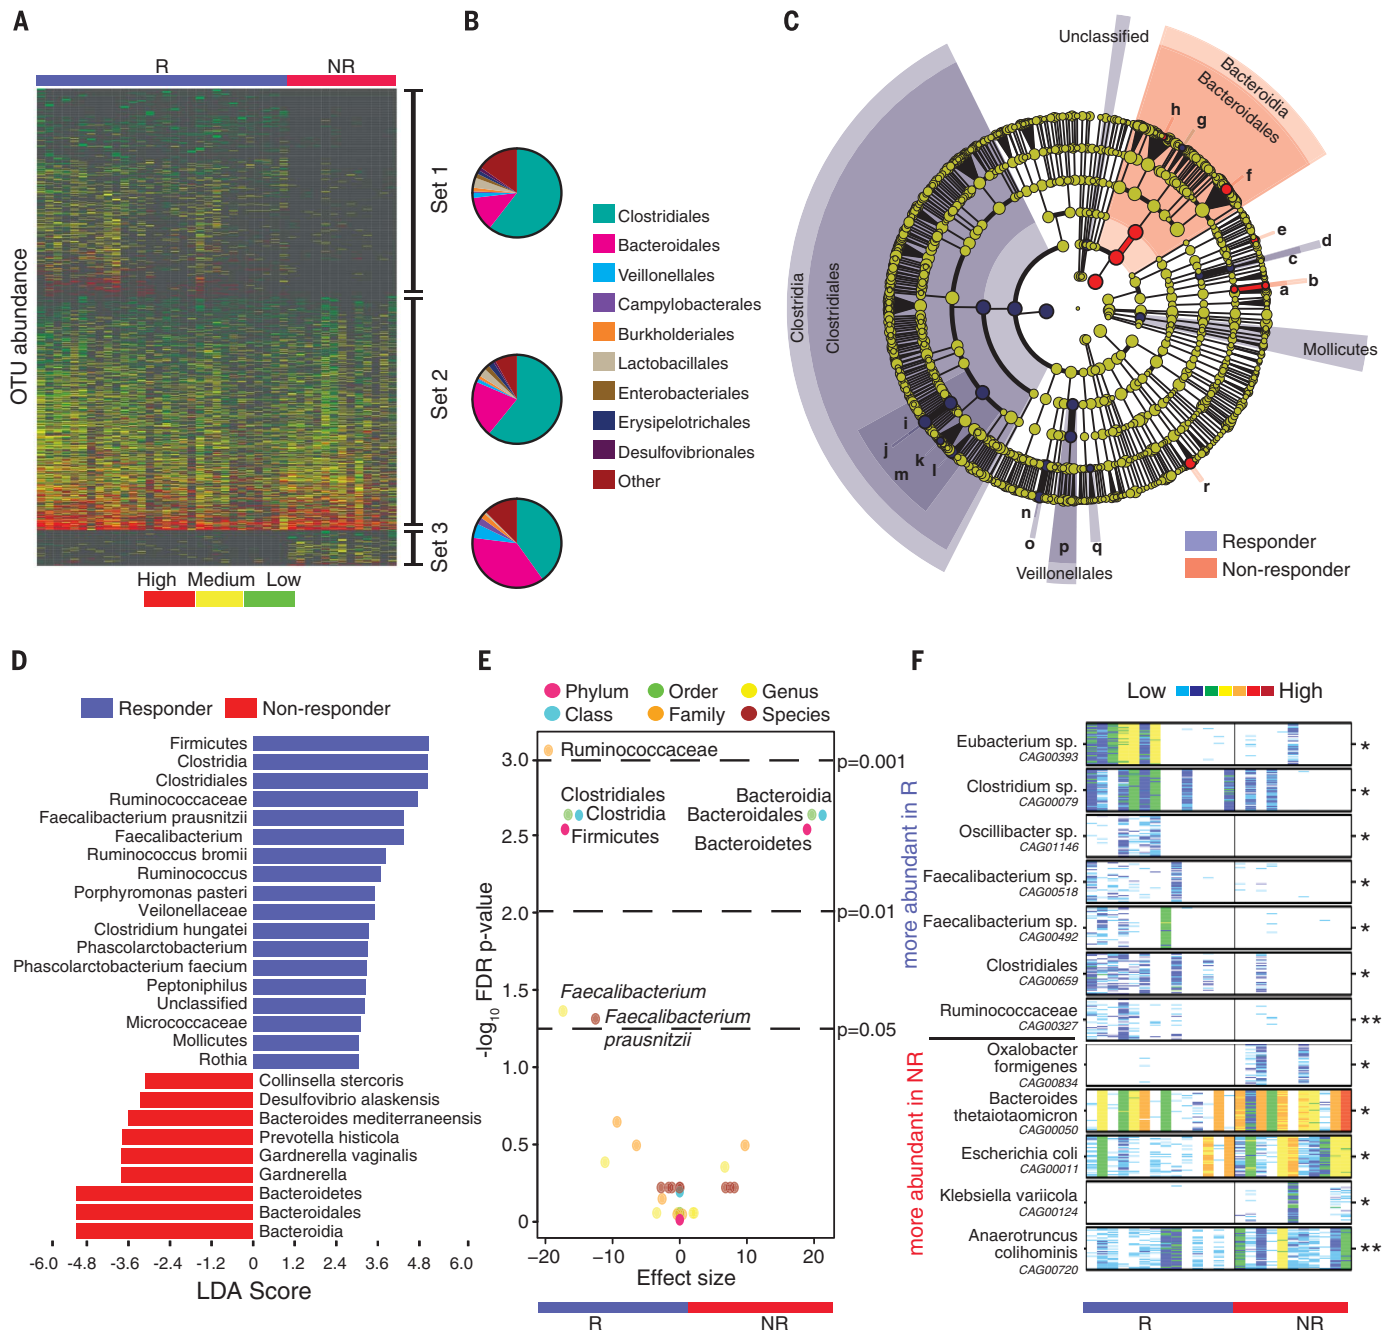 A
R
NR
OTU abundance
Set 1
Set 2
Set 3
High Medium Low
B
Clostridiales
Bacteroidales
Veillonellales
Campylobacterales
Burkholderiales
Lactobacillales
Enterobacteriales
Erysipelotrichales
Desulfovibrionales
Other
C
Unclassified
Bacteroidia
Bacteroidales
Clostridia
Clostridiales
h
g
f
e
d
c
b
a
Mollicutes
i
j
k
l
m
n
o
p
q
r
Veillonellales
Responder
Non-responder
D
Responder
Non-responder
Firmicutes
Clostridia
Clostridiales
Ruminococcaceae
Faecalibacterium prausnitzii
Faecalibacterium
Ruminococcus bromii
Ruminococcus
Porphyromonas pasteri
Veilonellaceae
Clostridium hungatei
Phascolarctobacterium
Phascolarctobacterium faecium
Peptoniphilus
Unclassified
Micrococcaceae
Mollicutes
Rothia
Collinsella stercoris
Desulfovibrio alaskensis
Bacteroides mediterraneensis
Prevotella histicola
Gardnerella vaginalis
Gardnerella
Bacteroidetes
Bacteroidales
Bacteroidia
-6.0 -4.8 -3.6 -2.4 -1.2 0 1.2 2.4 3.6 4.8 6.0
LDA Score
E
Phylum
Order
Genus
Class
Family
Species
Ruminococcaceae
3.0
p=0.001
Clostridiales
Clostridia
Firmicutes
Bacteroidia
Bacteroidales
Bacteroidetes
2.5
2.0
p=0.01
1.5
Faecalibacterium
Faecalibacterium
prausnitzii
p=0.05
1.0
0.5
0
-log10 FDR p-value
−20 −10 0 10 20
Effect size
R
NR
F
Low
High
more abundant in R
more abundant in NR
Eubacterium sp.
CAG00393
*
Clostridium sp.
CAG00079
*
Oscillibacter sp.
CAG01146
*
Faecalibacterium sp.
CAG00518
*
Faecalibacterium sp.
CAG00492
*
Clostridiales
CAG00659
*
Ruminococcaceae
CAG00327
**
Oxalobacter
formigenes
CAG00834
*
Bacteroides
thetaiotaomicron
CAG00050
*
Escherichia coli
CAG00011
*
Klebsiella variicola
CAG00124
*
Anaerotruncus
colihominis
CAG00720
**
R
NR